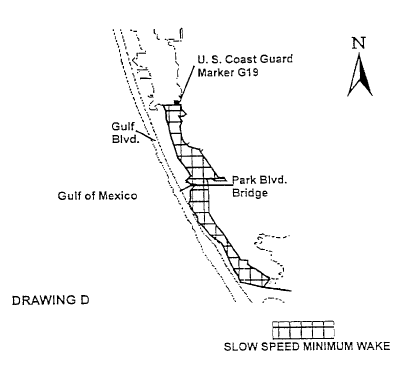 N
U. S. Coast Guard
Marker G19
Gulf
Blvd.
Park Blvd.
Bridge
Gulf of Mexico
DRAWING D
SLOW SPEED MINIMUM WAKE